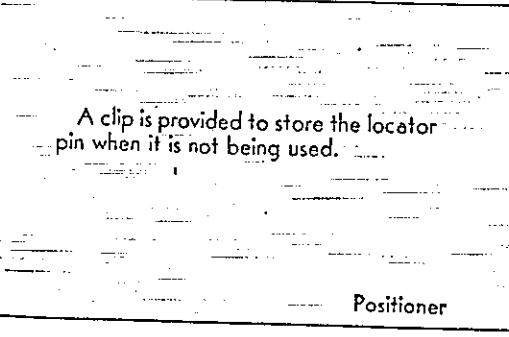 A clip is provided to store the locator
pin when it is not being used.
Positioner